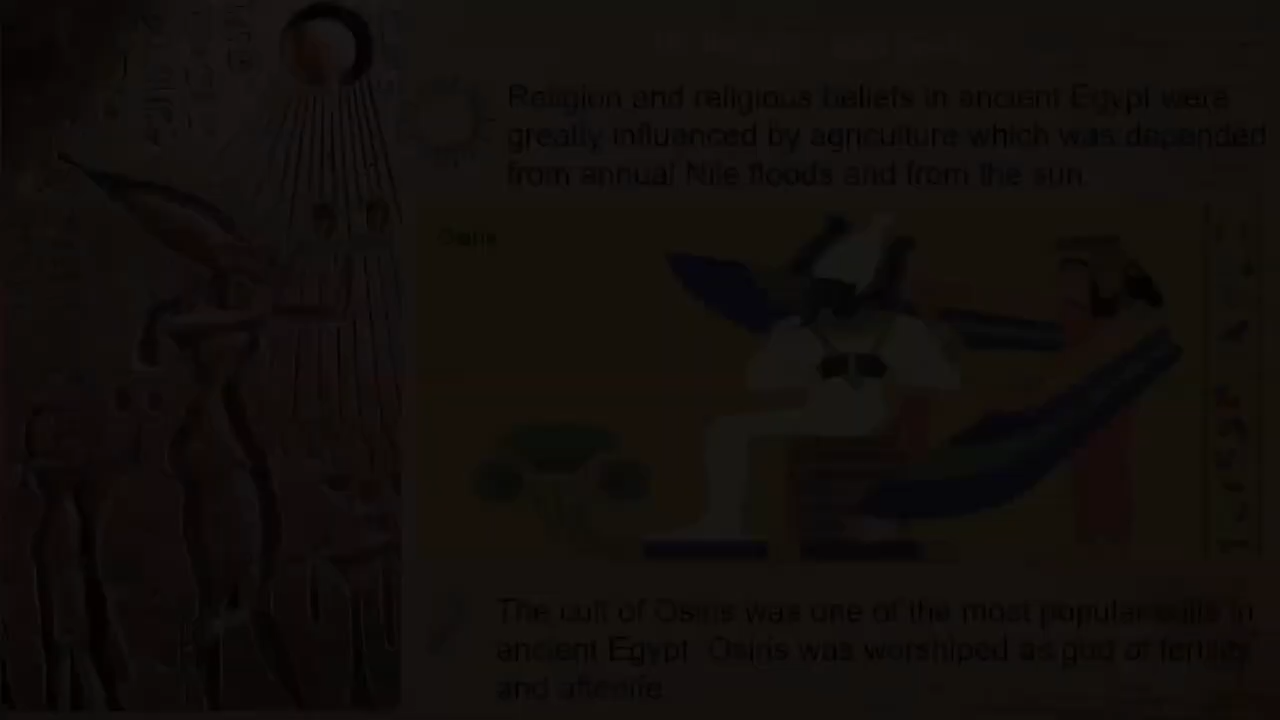 Religion and religious beliefs in ancient Egypt were
greatly influenced by agriculture which was depended
from annual Nile floods and from the sun
Osiris
The cult of Osiris was one of the most popular cults in
ancient Egypt. Osiris was worshiped as god of fertility
and afterlife